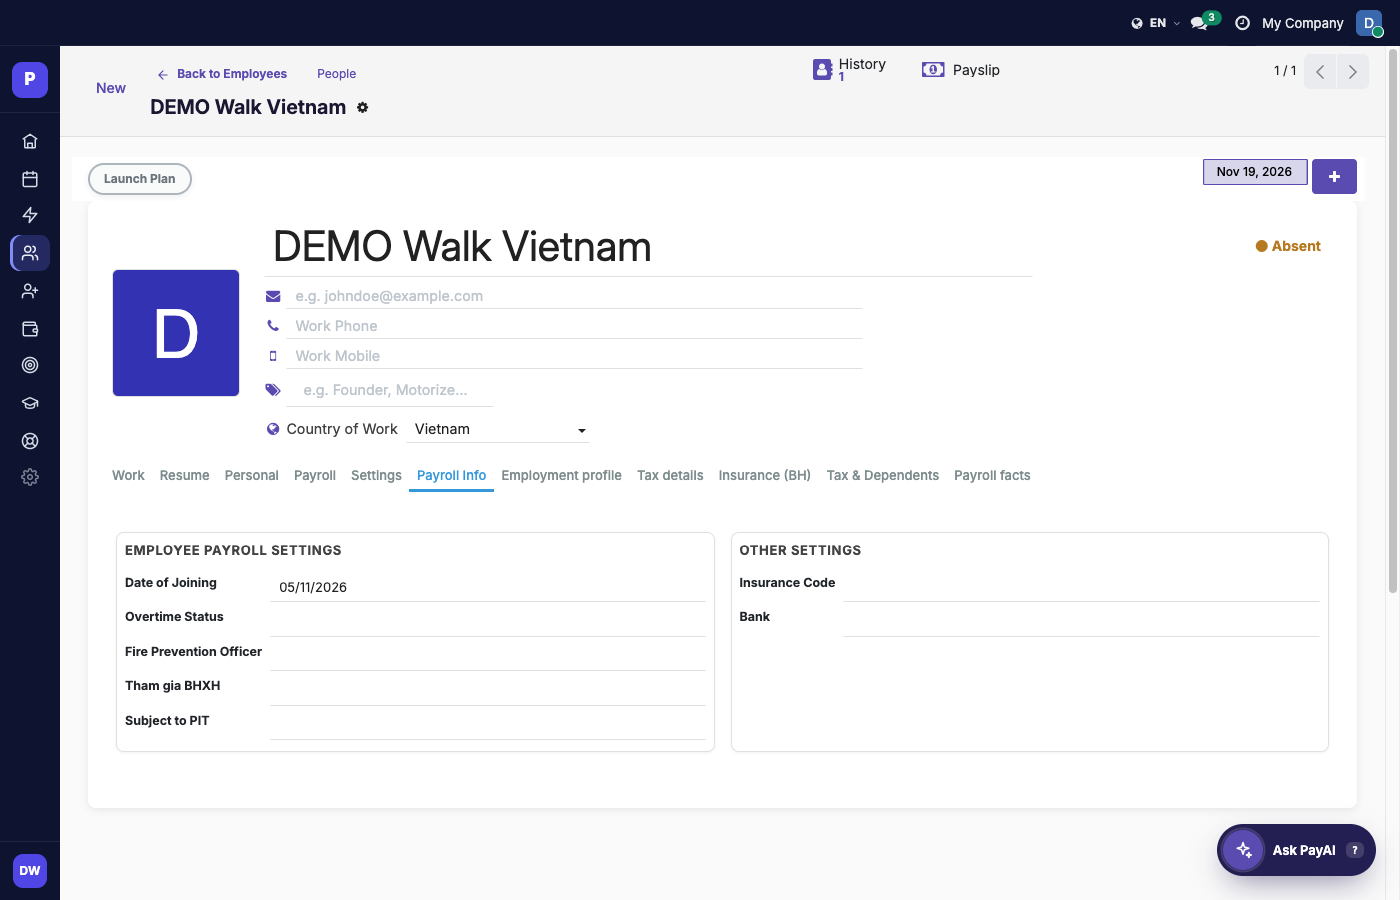 EN
3
My Company
D
P
Back to Employees
People
New
DEMO Walk Vietnam
History
1
Payslip
1 / 1
Launch Plan
Nov 19, 2026
+
DEMO Walk Vietnam
Absent
D
e.g. johndoe@example.com
Work Phone
Work Mobile
e.g. Founder, Motorize...
Country of Work Vietnam
Work Resume Personal Payroll Settings Payroll Info Employment profile Tax details Insurance (BH) Tax & Dependents Payroll facts
EMPLOYEE PAYROLL SETTINGS
Date of Joining 05/11/2026
Overtime Status
Fire Prevention Officer
Tham gia BHXH
Subject to PIT
OTHER SETTINGS
Insurance Code
Bank
DW
Ask PayAI ?